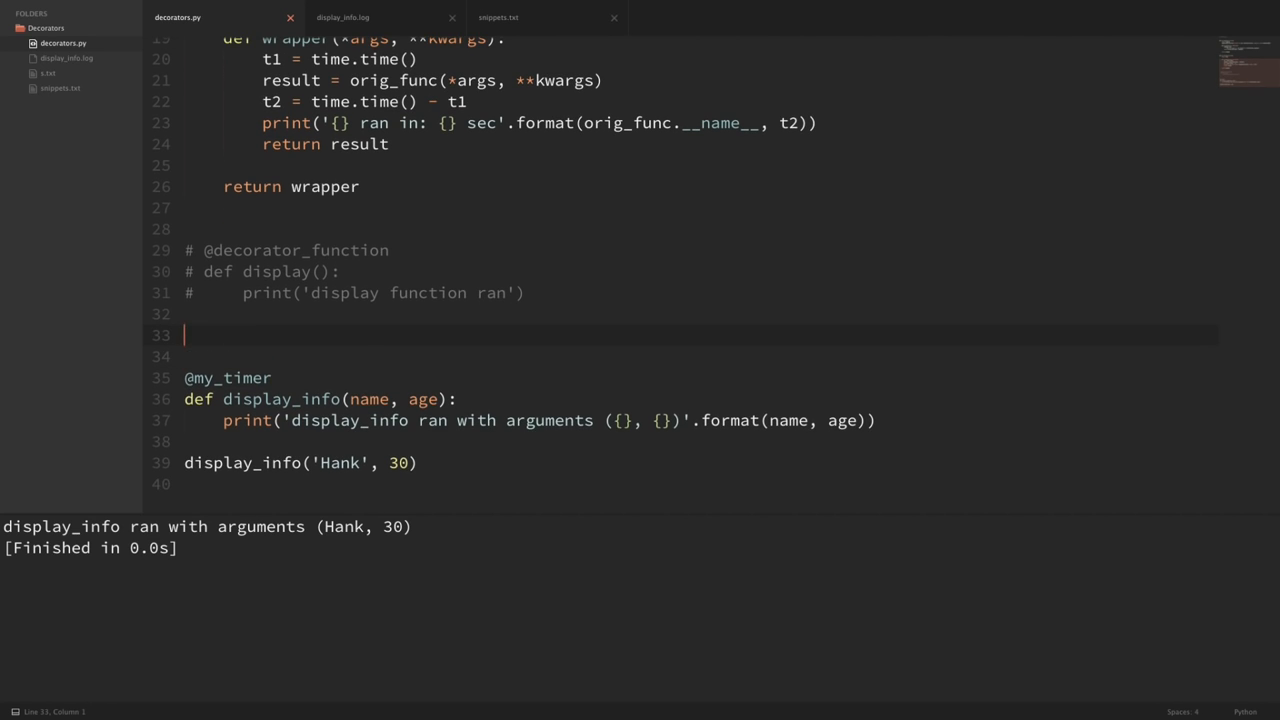 FOLDERS
Decorators
decorators.py
display_info.log
s.txt
snippets.txt
decorators.py
display_info.log
snippets.txt
19 def wrapper(*args, **kwargs):
20 t1 = time.time()
21 result = orig_func(*args, **kwargs)
22 t2 = time.time() - t1
23 print('{} ran in: {} sec'.format(orig_func.__name__, t2))
24 return result
25
26 return wrapper
27
28
29 # @decorator_function
30 # def display():
31 # print('display function ran')
32
33
34
35 @my_timer
36 def display_info(name, age):
37 print('display_info ran with arguments ({}, {})'.format(name, age))
38
39 display_info('Hank', 30)
40
display_info ran with arguments (Hank, 30)
[Finished in 0.0s]
Line 33, Column 1
Spaces: 4
Python